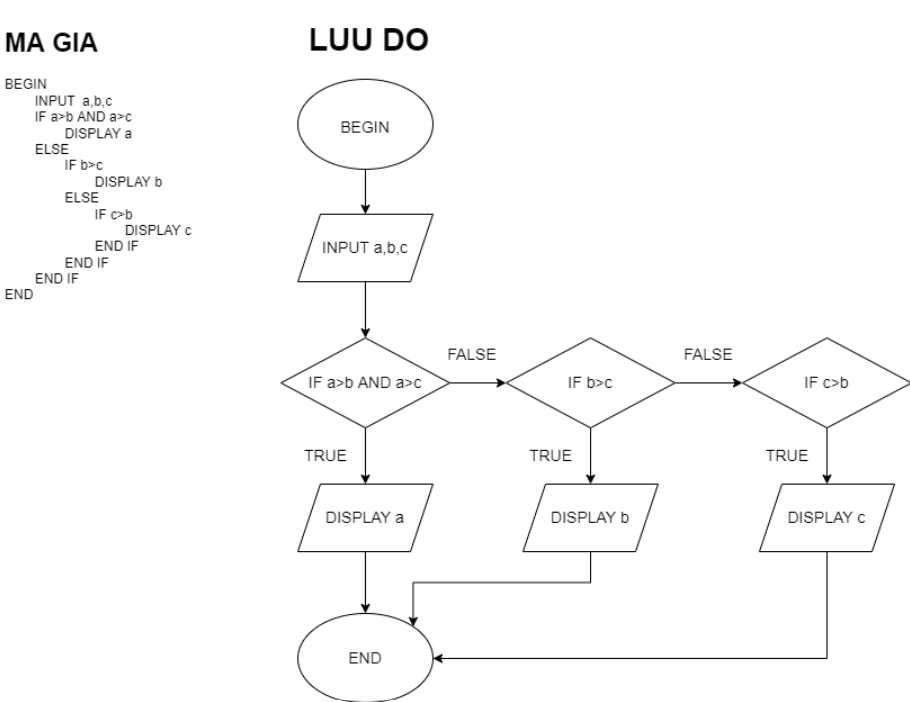 MA GIA
BEGIN
INPUT a,b,c
IF a>b AND a>c
DISPLAY a
ELSE
IF b>c
DISPLAY b
ELSE
IF c>b
DISPLAY c
END IF
END IF
END IF
END
LUU DO
BEGIN
INPUT a,b,c
IF a>b AND a>c
FALSE
IF b>c
FALSE
IF c>b
TRUE
TRUE
TRUE
DISPLAY a
DISPLAY b
DISPLAY c
END